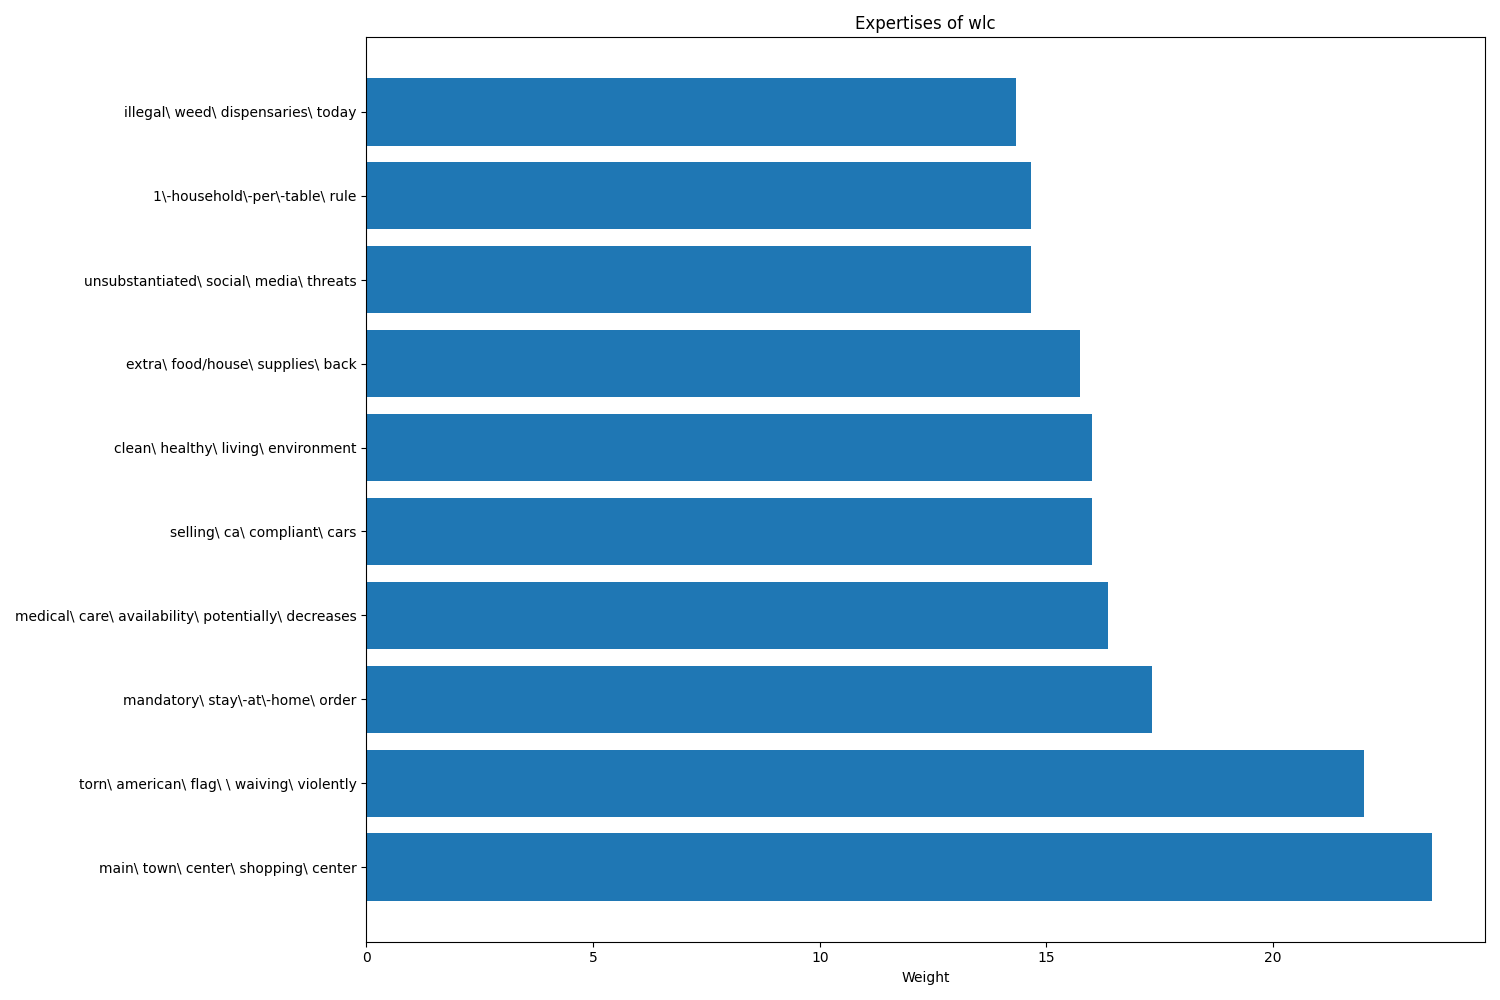 Expertises of wlc
illegal\ weed\ dispensaries\ today
1\-household\-per\-table\ rule
unsubstantiated\ social\ media\ threats
extra\ food/house\ supplies\ back
clean\ healthy\ living\ environment
selling\ ca\ compliant\ cars
medical\ care\ availability\ potentially\ decreases
mandatory\ stay\-at\-home\ order
torn\ american\ flag\ \ waiving\ violently
main\ town\ center\ shopping\ center
0 5 10 15 20
Weight